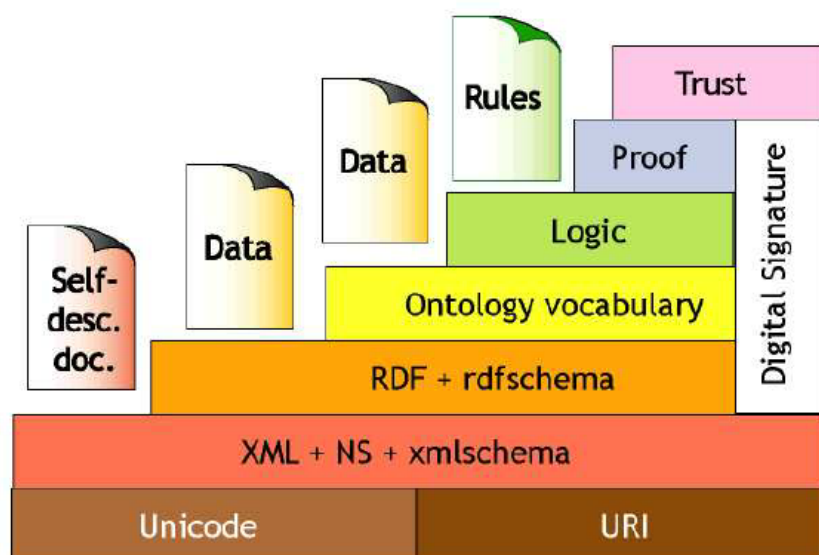 Rules
Trust
Data
Proof
Data
Logic
Self-
desc.
doc.
Ontology vocabulary
Digital Signature
RDF + rdfschema
XML + NS + xmlschema
Unicode
URI